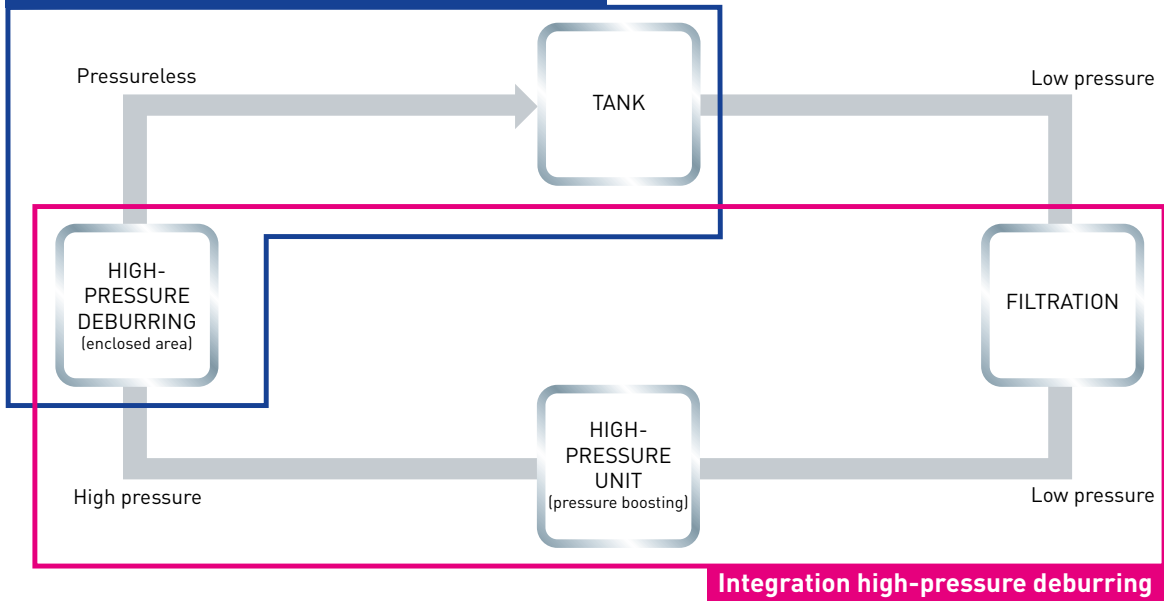 Pressureless
TANK
Low pressure
HIGH-
PRESSURE
DEBURRING
(enclosed area)
FILTRATION
HIGH-
PRESSURE
UNIT
(pressure boosting)
High pressure
Low pressure
Integration high-pressure deburring